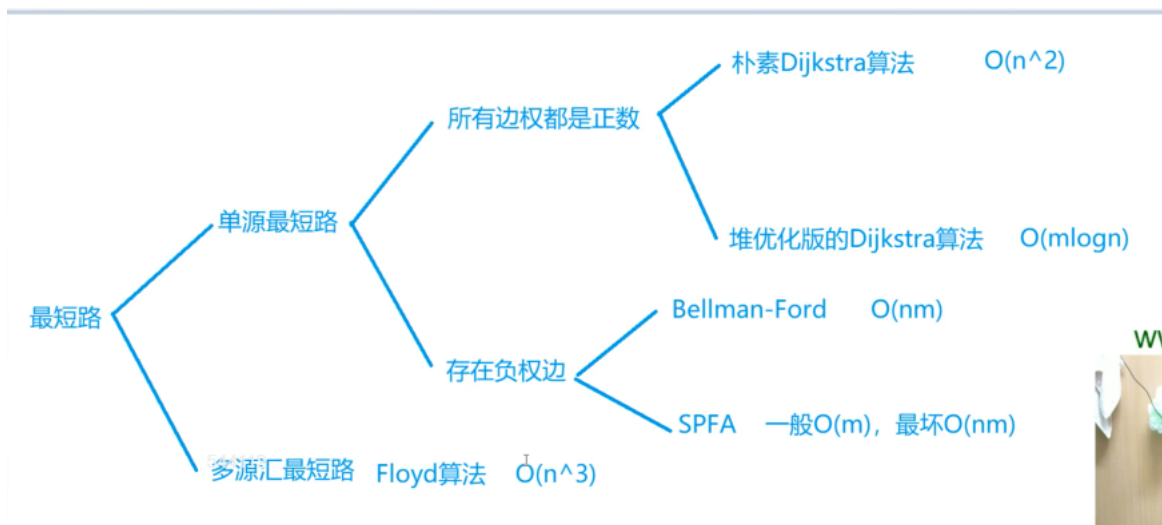 朴素Dijkstra算法 O(n^2)
所有边权都是正数
单源最短路
堆优化版的Dijkstra算法 O(mlogn)
最短路
Bellman-Ford O(nm)
存在负权边
SPFA 一般O(m)，最坏O(nm)
多源汇最短路 Floyd算法 O(n^3)